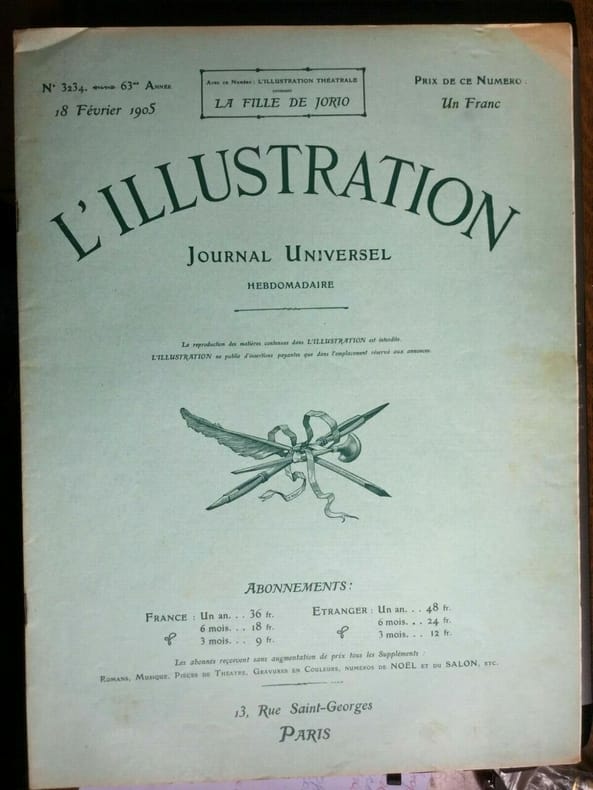 Nº 3234. 63me Année
18 Février 1905
Avec ce Numéro : L'ILLUSTRATION THÉATRALE
contenant
LA FILLE DE JORIO
Prix de ce Numéro :
Un Franc
L'ILLUSTRATION
Journal Universel
HEBDOMADAIRE
La reproduction des matières contenues dans L'ILLUSTRATION est interdite.
L'ILLUSTRATION ne publie d'insertions payantes que dans l'emplacement réservé aux annonces.
ABONNEMENTS :
France : Un an. . . 36 fr.
6 mois. . . 18 fr.
3 mois. . . 9 fr.
Etranger : Un an. . . 48 fr.
6 mois. . . 24 fr.
3 mois. . . 12 fr.
Les abonnés reçoivent sans augmentation de prix tous les Suppléments :
Romans, Musique, Pièces de Théatre, Gravures en Couleurs, numéros de NOËL et du SALON, etc.
13, Rue Saint-Georges
Paris